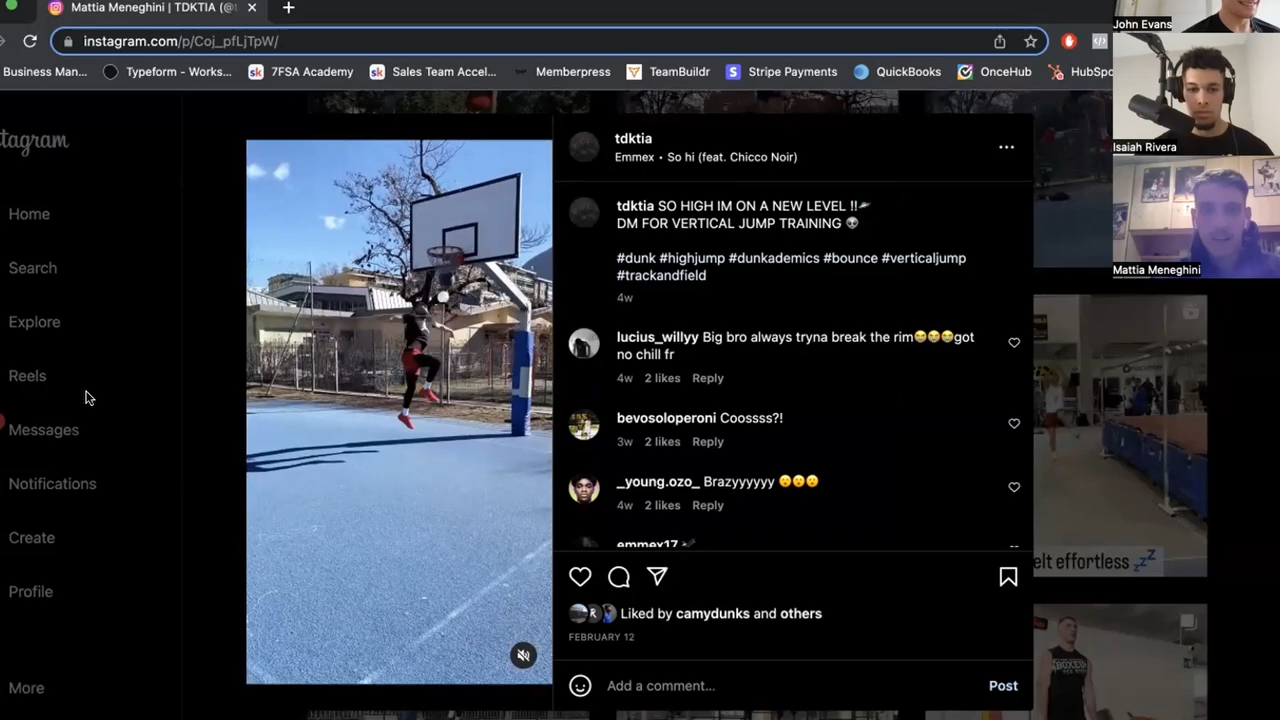 Mattia Meneghini | TDKTIA (@t
instagram.com/p/Coj_pfLjTpW/
Business Man...
Typeform - Works...
7FSA Academy
Sales Team Accel...
Memberpress
TeamBuildr
Stripe Payments
QuickBooks
OnceHub
HubSpo
John Evans
Isaiah Rivera
Mattia Meneghini
stagram
Home
Search
Explore
Reels
Messages
Notifications
Create
Profile
More
tdktia
Emmex • So hi (feat. Chicco Noir)
tdktia SO HIGH IM ON A NEW LEVEL !!🛸
DM FOR VERTICAL JUMP TRAINING 👽
#dunk #highjump #dunkademics #bounce #verticaljump
#trackandfield
4w
lucius_willyy Big bro always tryna break the rim😭😭😭got
no chill fr
4w 2 likes Reply
bevosoloperoni Coossss?!
3w 2 likes Reply
_young.ozo_ Brazyyyyyy 😮😮😮
4w 2 likes Reply
emmex17
Liked by camydunks and others
FEBRUARY 12
Add a comment...
Post
elt effortless 💤